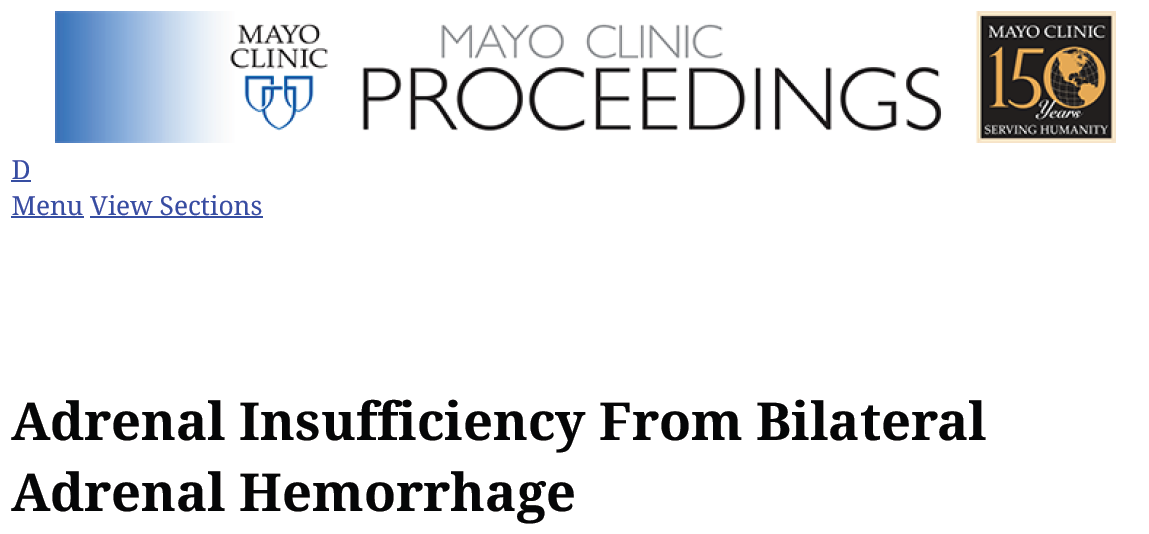 MAYO CLINIC
MAYO
CLINIC
PROCEEDINGS
MAYO CLINIC
150
Years
SERVING HUMANITY
D
Menu View Sections
Adrenal Insufficiency From Bilateral
Adrenal Hemorrhage